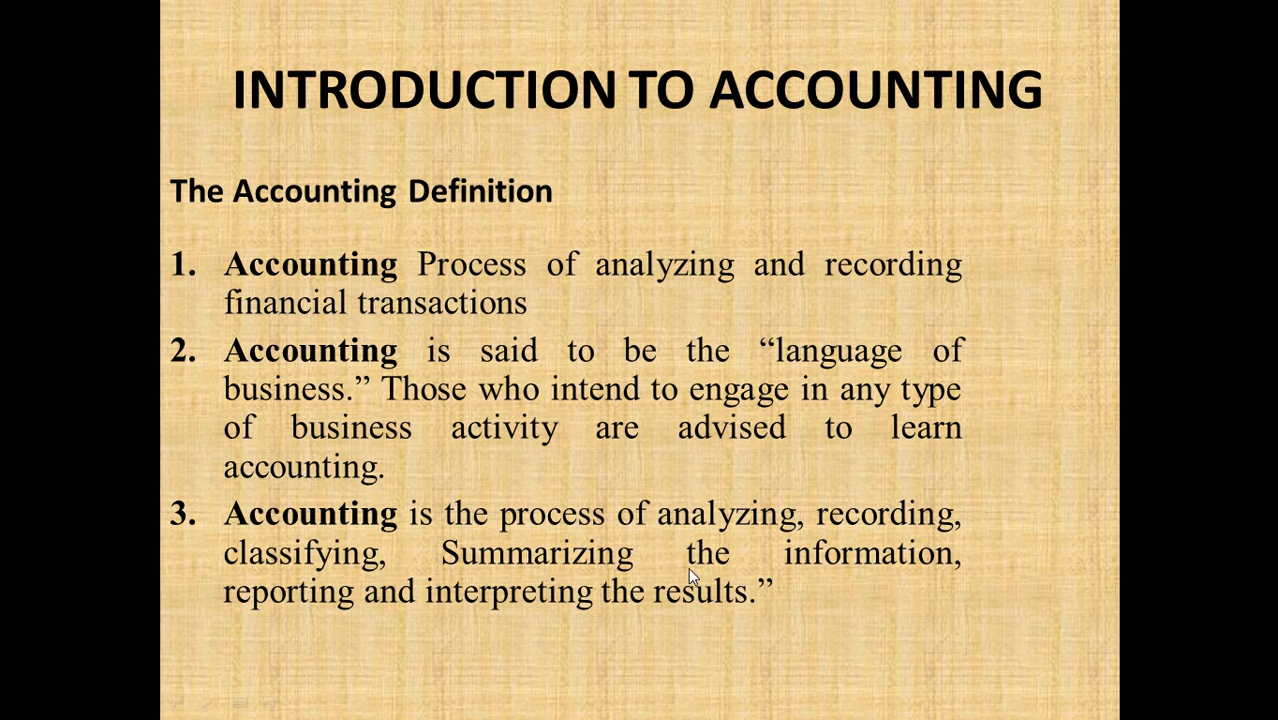 INTRODUCTION TO ACCOUNTING
The Accounting Definition
1. Accounting Process of analyzing and recording
financial transactions
2. Accounting is said to be the “language of
business.” Those who intend to engage in any type
of business activity are advised to learn
accounting.
3. Accounting is the process of analyzing, recording,
classifying, Summarizing the information,
reporting and interpreting the results.”